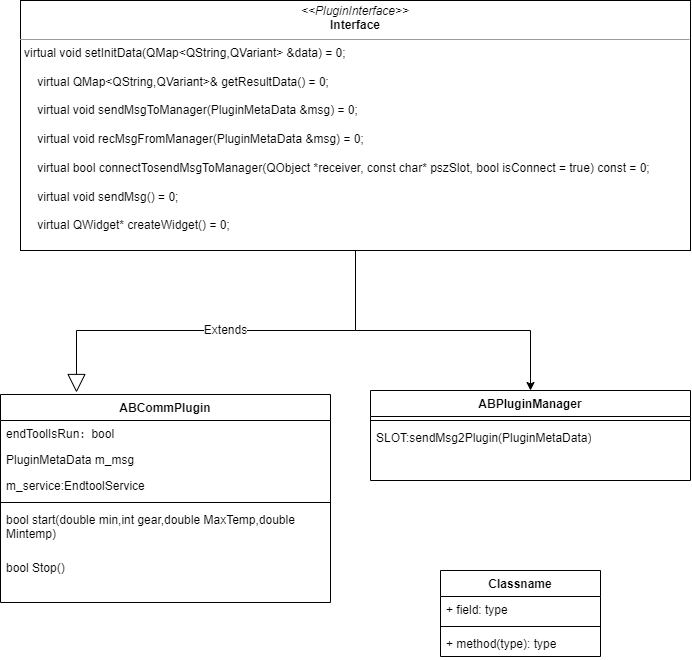 <<PluginInterface>>
Interface
virtual void setInitData(QMap<QString,QVariant> &data) = 0;
virtual QMap<QString,QVariant>& getResultData() = 0;
virtual void sendMsgToManager(PluginMetaData &msg) = 0;
virtual void recMsgFromManager(PluginMetaData &msg) = 0;
virtual bool connectTosendMsgToManager(QObject *receiver, const char* pszSlot, bool isConnect = true) const = 0;
virtual void sendMsg() = 0;
virtual QWidget* createWidget() = 0;
Extends
ABCommPlugin
endToolIsRun：bool
PluginMetaData m_msg
m_service:EndtoolService
bool start(double min,int gear,double MaxTemp,double
Mintemp)
bool Stop()
ABPluginManager
SLOT:sendMsg2Plugin(PluginMetaData)
Classname
+ field: type
+ method(type): type